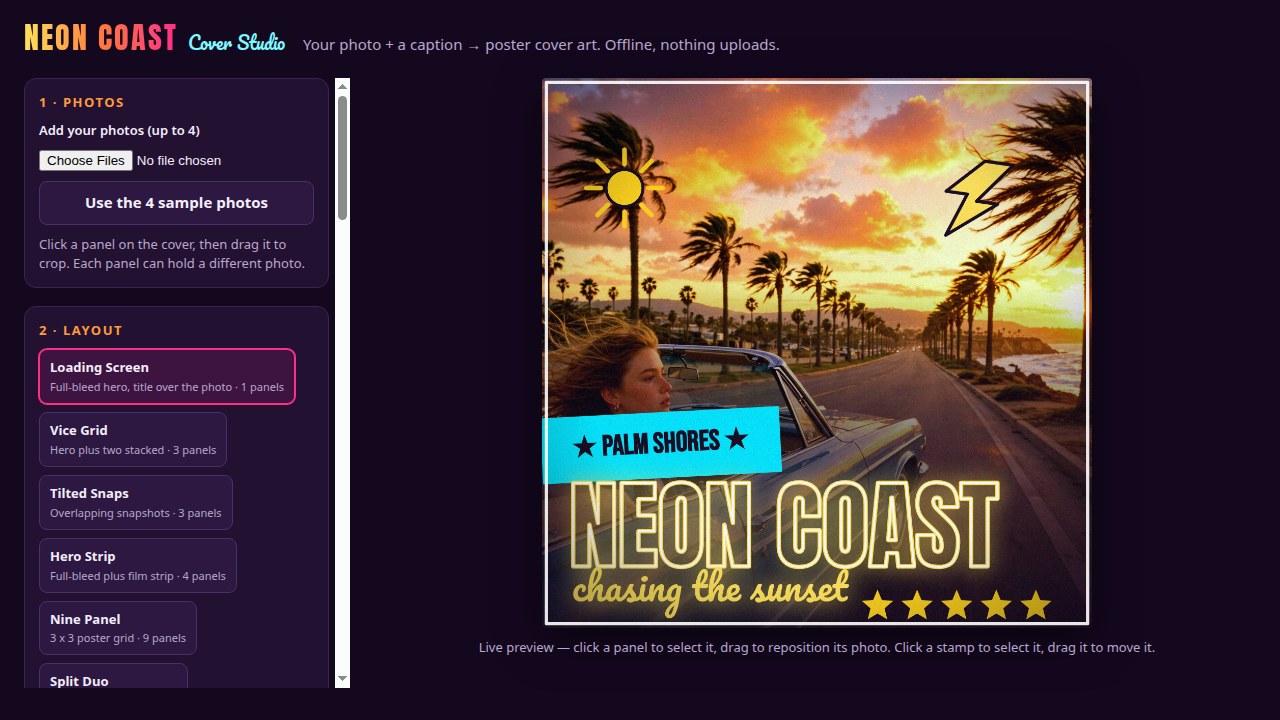 NEON COAST Cover Studio Your photo + a caption → poster cover art. Offline, nothing uploads.
1 · PHOTOS
Add your photos (up to 4)
Choose Files No file chosen
Use the 4 sample photos
Click a panel on the cover, then drag it to
crop. Each panel can hold a different photo.
2 · LAYOUT
Loading Screen
Full-bleed hero, title over the photo · 1 panels
Vice Grid
Hero plus two stacked · 3 panels
Tilted Snaps
Overlapping snapshots · 3 panels
Hero Strip
Full-bleed plus film strip · 4 panels
Nine Panel
3 x 3 poster grid · 9 panels
Split Duo
★ PALM SHORES ★
NEON COAST
chasing the sunset
Live preview — click a panel to select it, drag to reposition its photo. Click a stamp to select it, drag it to move it.